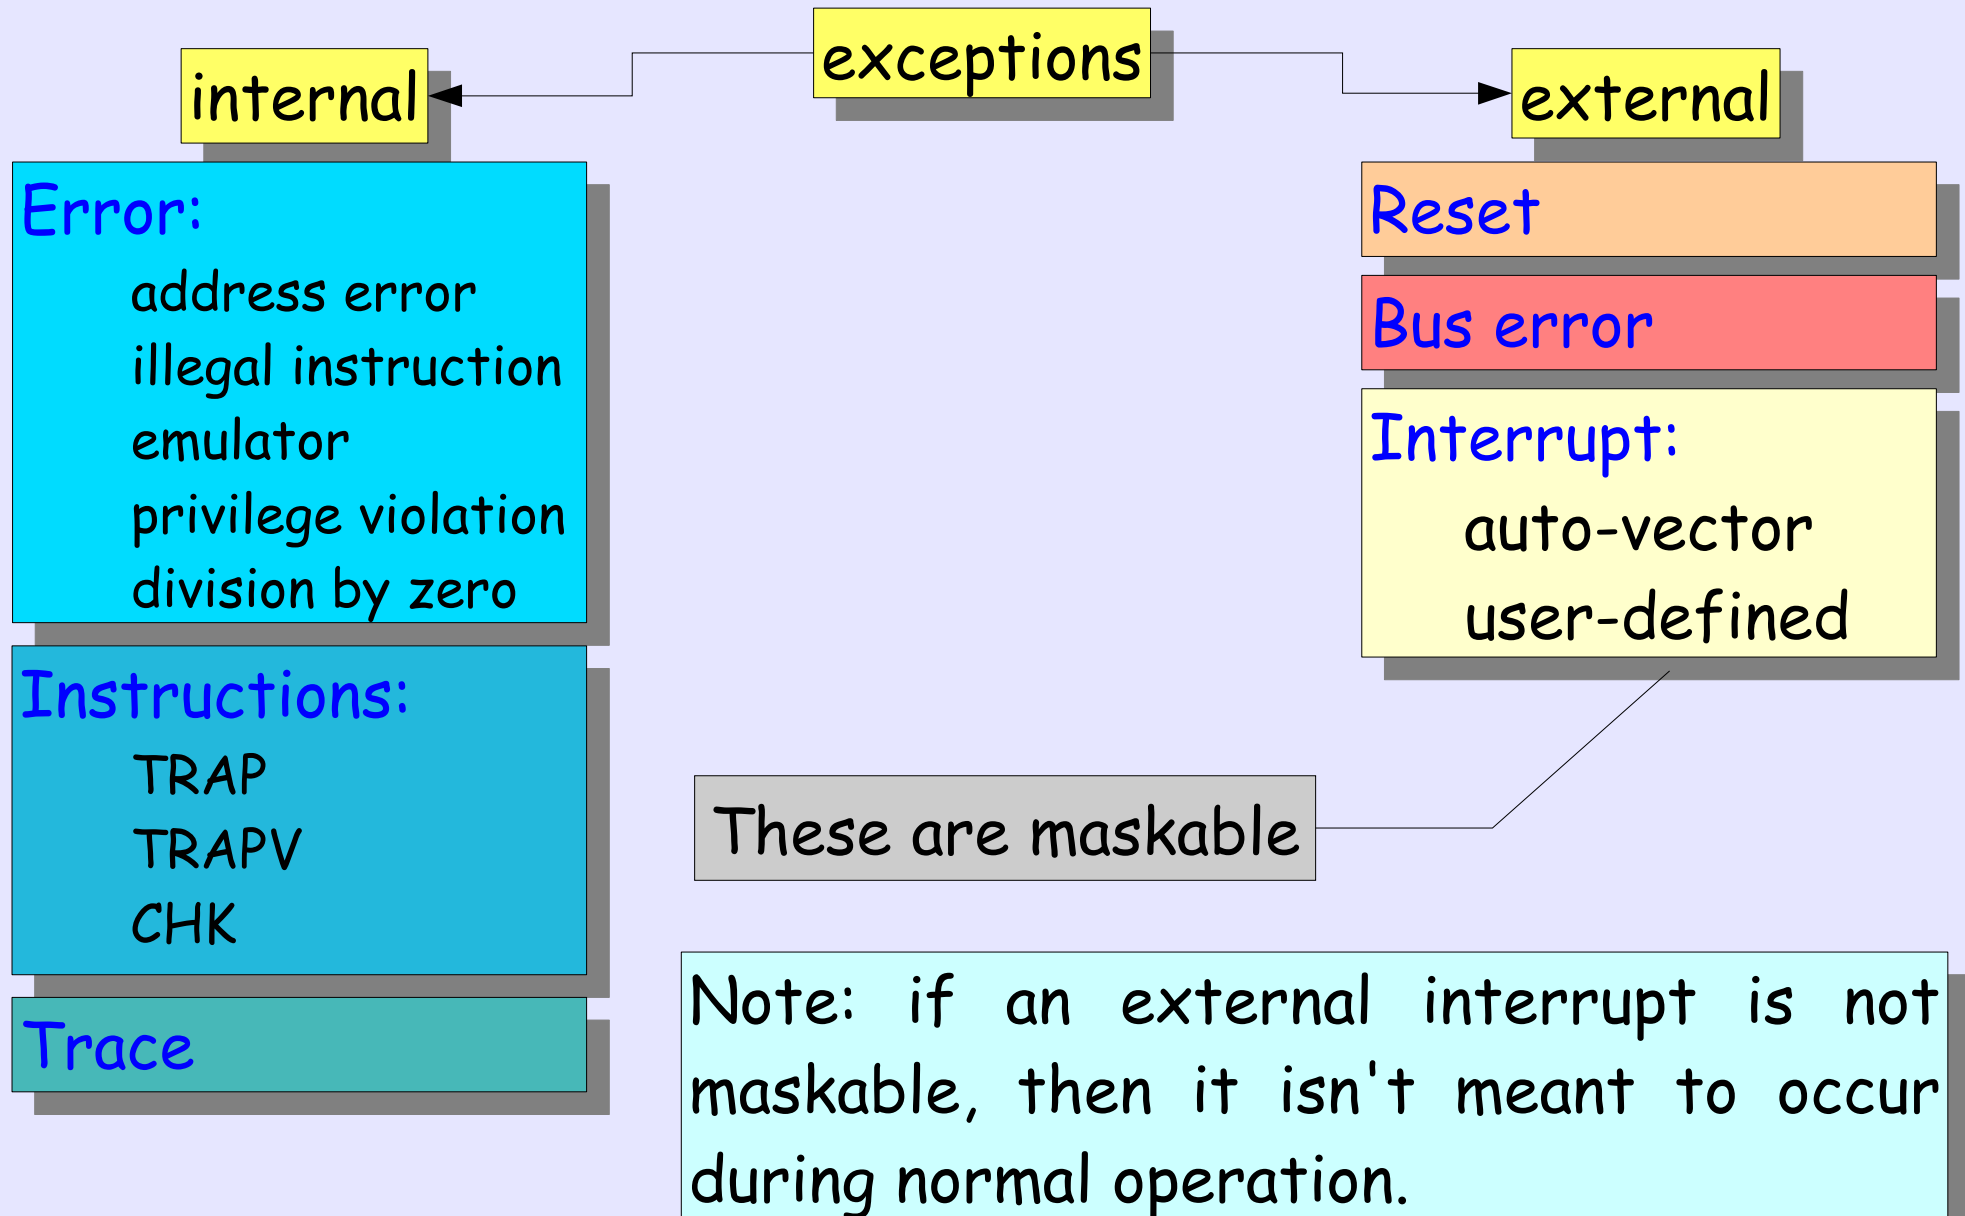 exceptions
internal
Error:
address error
illegal instruction
emulator
privilege violation
division by zero
Instructions:
TRAP
TRAPV
CHK
Trace
external
Reset
Bus error
Interrupt:
auto-vector
user-defined
These are maskable
Note: if an external interrupt is not
maskable, then it isn't meant to occur
during normal operation.